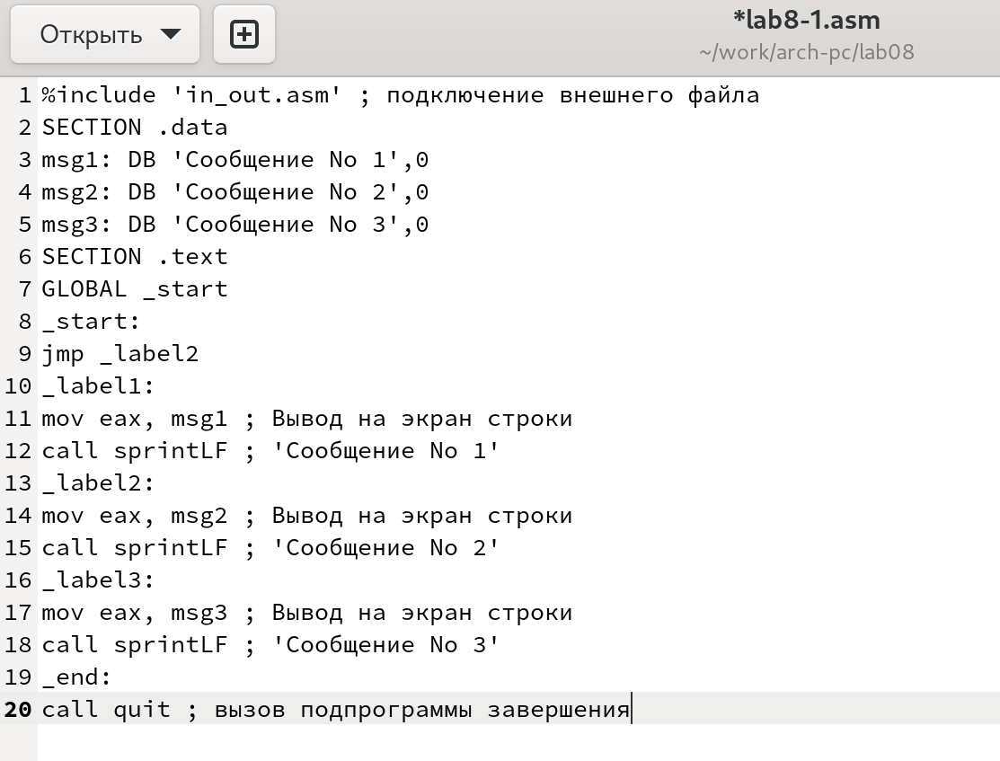 Открыть
*lab8-1.asm
~/work/arch-pc/lab08
1 %include 'in_out.asm' ; подключение внешнего файла
2 SECTION .data
3 msg1: DB 'Сообщение No 1',0
4 msg2: DB 'Сообщение No 2',0
5 msg3: DB 'Сообщение No 3',0
6 SECTION .text
7 GLOBAL _start
8 _start:
9 jmp _label2
10 _label1:
11 mov eax, msg1 ; Вывод на экран строки
12 call sprintLF ; 'Сообщение No 1'
13 _label2:
14 mov eax, msg2 ; Вывод на экран строки
15 call sprintLF ; 'Сообщение No 2'
16 _label3:
17 mov eax, msg3 ; Вывод на экран строки
18 call sprintLF ; 'Сообщение No 3'
19 _end:
20 call quit ; вызов подпрограммы завершения